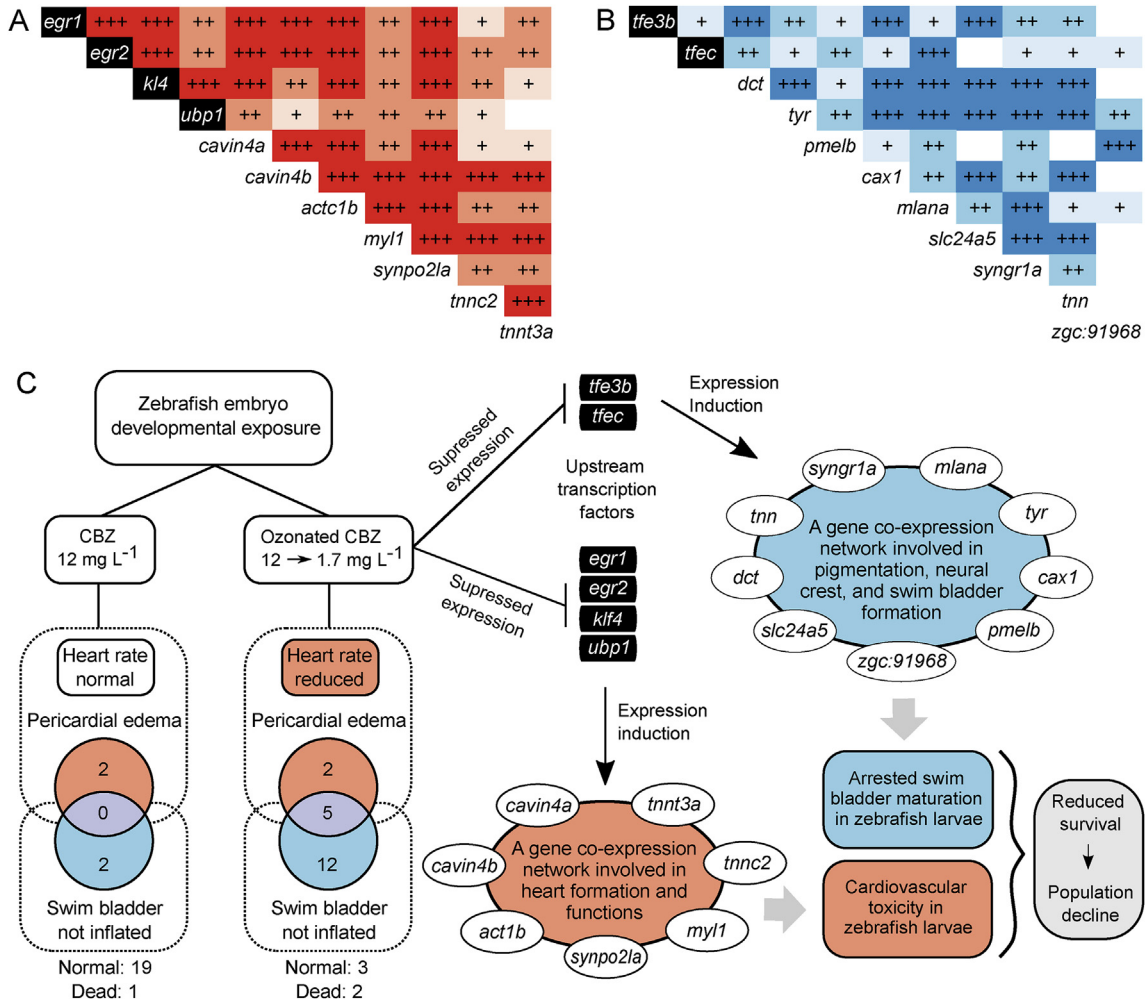 A
egr1 +++ +++ ++ +++ +++ +++ ++ +++ + ++
egr2 +++ ++ +++ +++ +++ ++ +++ ++ ++
kl4 +++ +++ ++ +++ ++ +++ ++ +
ubp1 ++ + ++ ++ ++ +
cavin4a +++ +++ ++ +++ + +
cavin4b +++ +++ +++ +++ +++
actc1b +++ +++ ++ ++
myl1 +++ +++ +++
synpo2la ++ ++
tnnc2 +++
tnnt3a
B
tfe3b + +++ ++ + +++ + +++ ++ ++
tfec ++ + ++ + +++ + + +
dct +++ + +++ +++ +++ +++ +++
tyr ++ +++ +++ +++ +++ +++ ++
pmelb + ++ ++ +++
cax1 ++ +++ ++ +++
mlana ++ +++ + +
slc24a5 +++ +++
syngr1a ++
tnn
zgc:91968
C
Zebrafish embryo
developmental exposure
CBZ
12 mg L⁻¹
Ozonated CBZ
12 → 1.7 mg L⁻¹
Heart rate
normal
Pericardial edema
2
0
2
Swim bladder
not inflated
Normal: 19
Dead: 1
Heart rate
reduced
Pericardial edema
2
5
12
Swim bladder
not inflated
Normal: 3
Dead: 2
Supressed
expression
Supressed
expression
tfe3b
tfec
Upstream
transcription
factors
egr1
egr2
klf4
ubp1
Expression
Induction
Expression
induction
syngr1a
mlana
tnn
tyr
dct
cax1
slc24a5
pmelb
zgc:91968
A gene co-expression
network involved in
pigmentation, neural
crest, and swim bladder
formation
cavin4a
tnnt3a
cavin4b
tnnc2
act1b
myl1
synpo2la
A gene co-expression
network involved in
heart formation and
functions
Arrested swim
bladder maturation
in zebrafish larvae
Cardiovascular
toxicity in
zebrafish larvae
Reduced
survival
Population
decline